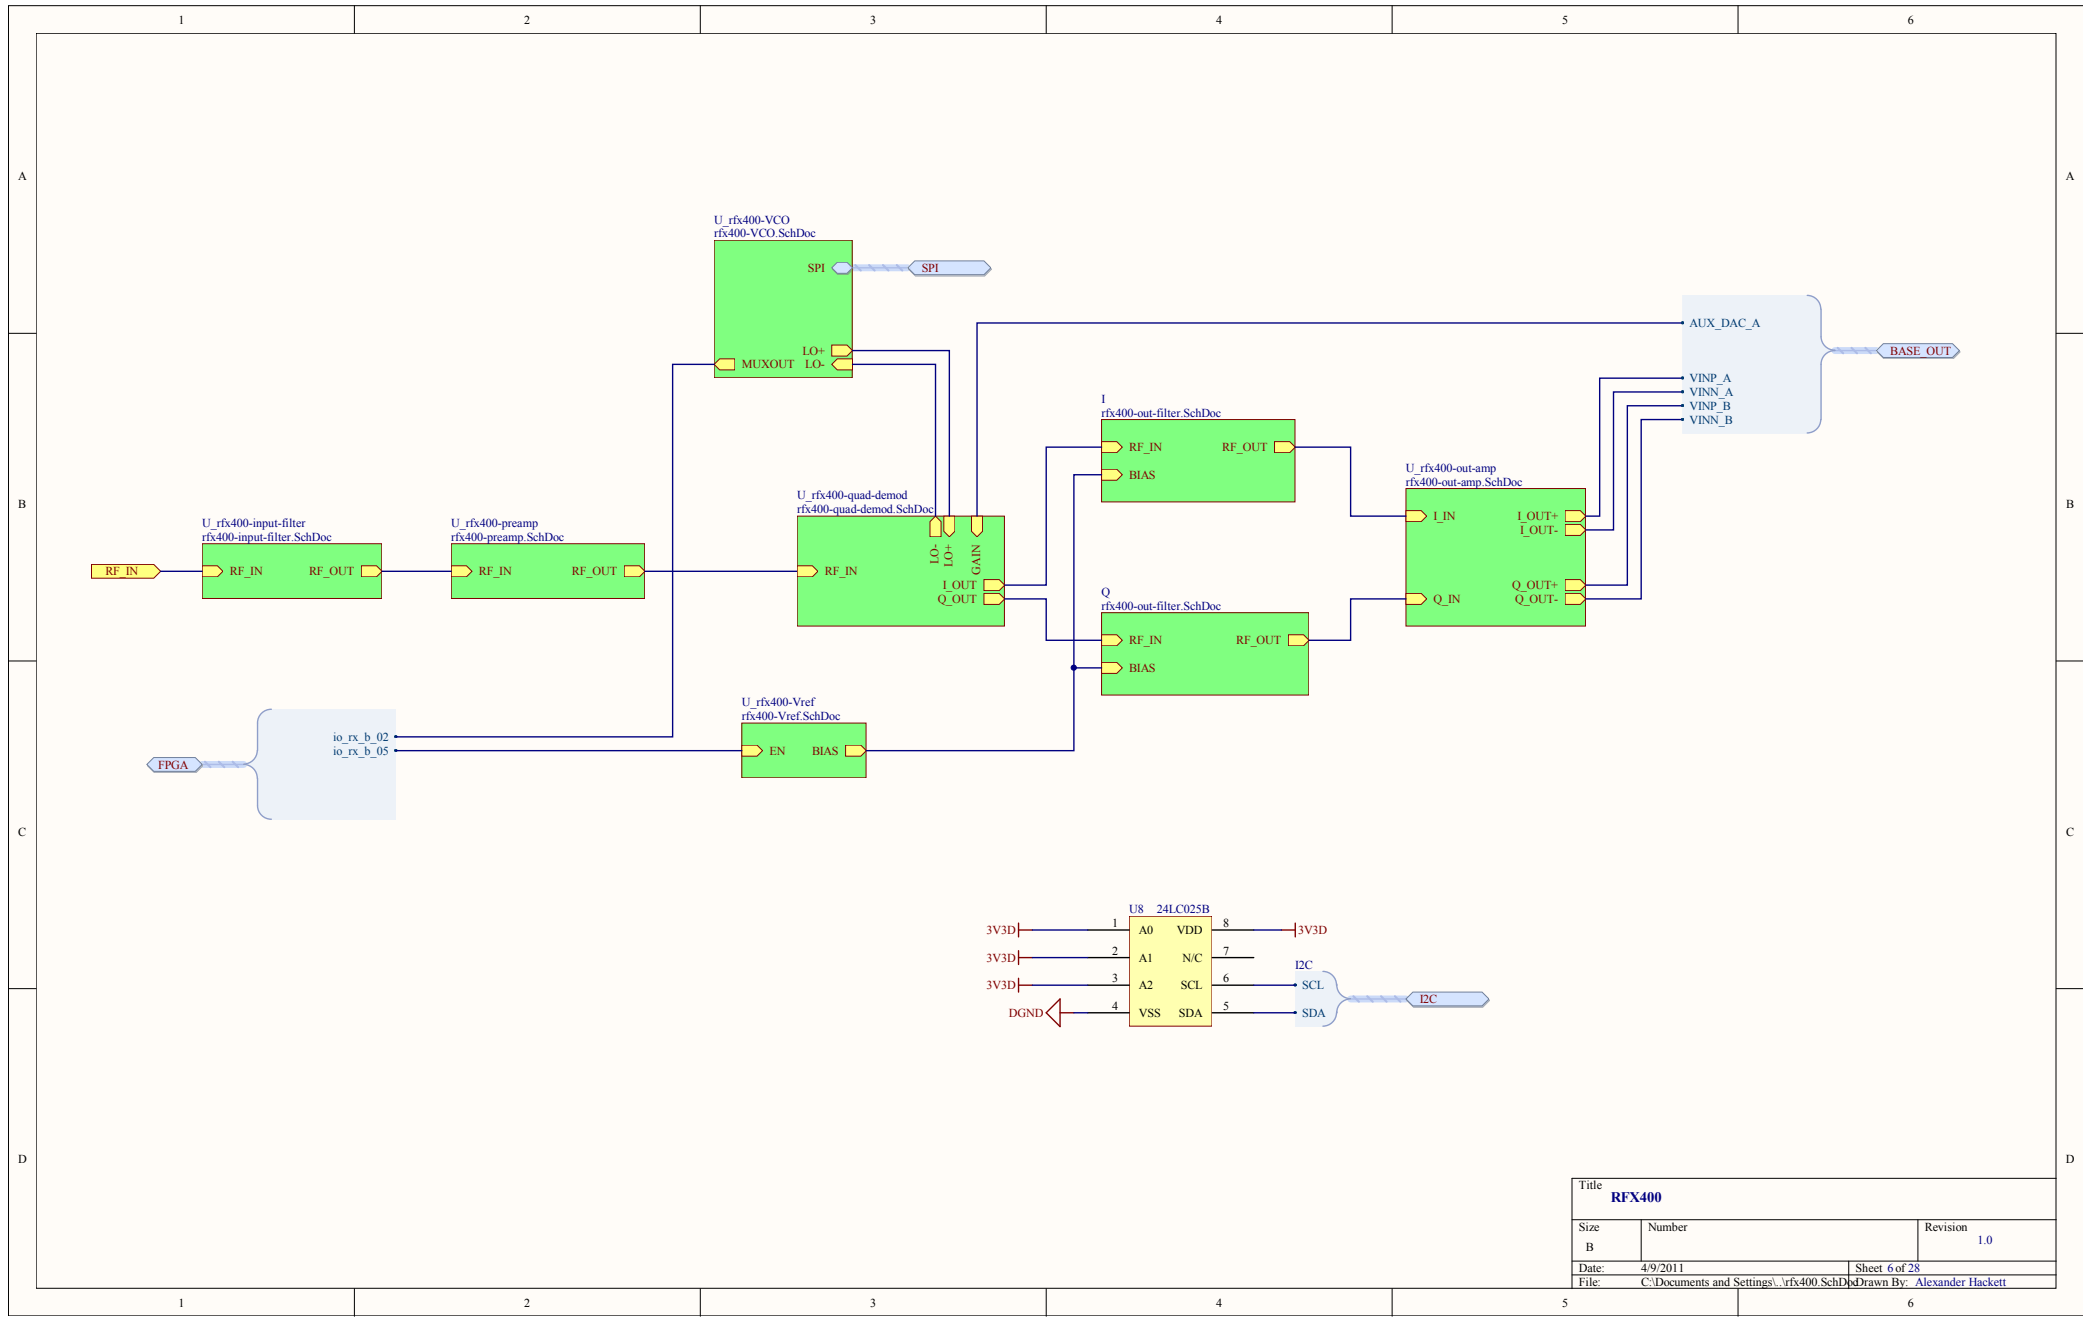 1 2 3 4 5 6
A A
U_rfx400-VCO
rfx400-VCO.SchDoc
SPI SPI
LO+
MUXOUT LO-
AUX_DAC_A
BASE_OUT
VINP_A
VINN_A
VINP_B
VINN_B
B B
I
rfx400-out-filter.SchDoc
RF_IN RF_OUT
BIAS
U_rfx400-out-amp
rfx400-out-amp.SchDoc
I_IN I_OUT+
I_OUT-
Q_OUT+
Q_IN Q_OUT-
U_rfx400-input-filter
rfx400-input-filter.SchDoc
RF_IN RF_IN RF_OUT
U_rfx400-preamp
rfx400-preamp.SchDoc
RF_IN RF_OUT
U_rfx400-quad-demod
rfx400-quad-demod.SchDoc
LO- LO+ GAIN
RF_IN
I_OUT
Q_OUT
Q
rfx400-out-filter.SchDoc
RF_IN RF_OUT
BIAS
U_rfx400-Vref
rfx400-Vref.SchDoc
EN BIAS
io_rx_b_02
io_rx_b_05
FPGA
C C
U8 24LC025B
3V3D 1 A0 VDD 8 3V3D
3V3D 2 A1 N/C 7
I2C
3V3D 3 A2 SCL 6 SCL
I2C
DGND 4 VSS SDA 5 SDA
D D
Title
RFX400
Size Number Revision
B 1.0
Date: 4/9/2011 Sheet 6 of 28
File: C:\Documents and Settings\..\rfx400.SchDoc Drawn By: Alexander Hackett
1 2 3 4 5 6